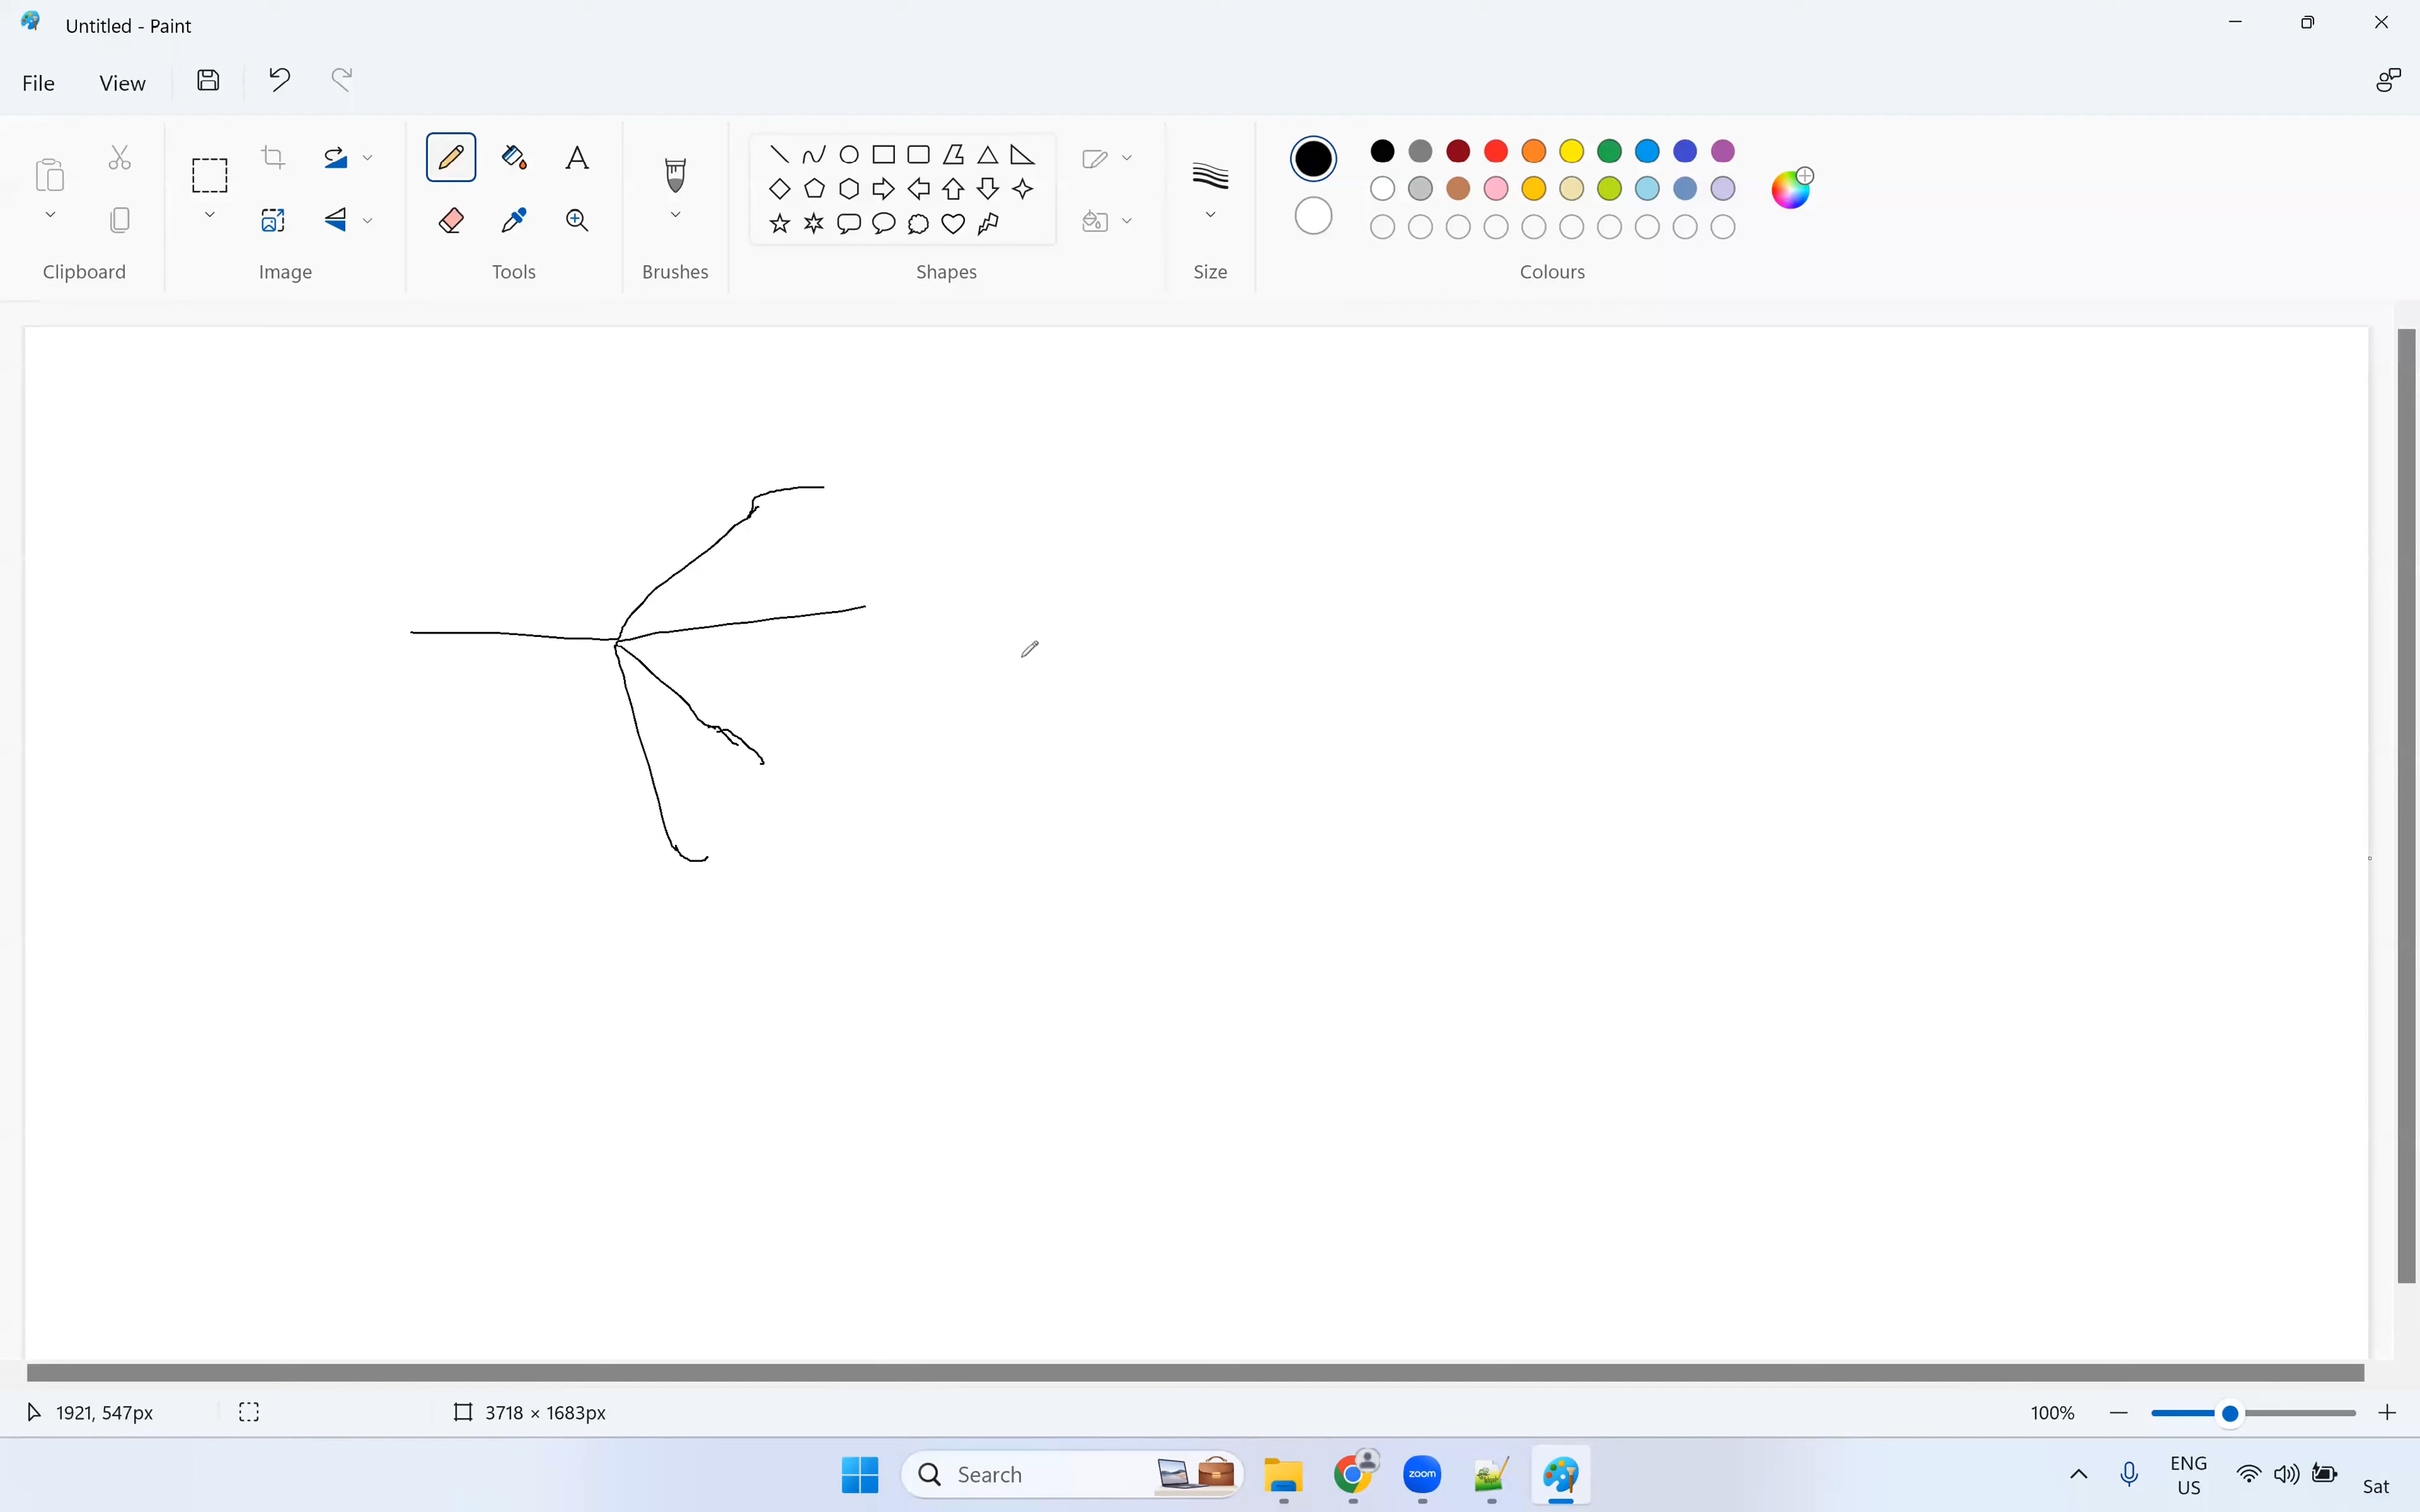 Untitled - Paint
File View
Clipboard Image Tools Brushes Shapes Size Colours
1921, 547px 3718 × 1683px 100%
Search zoom ENG
US Sat